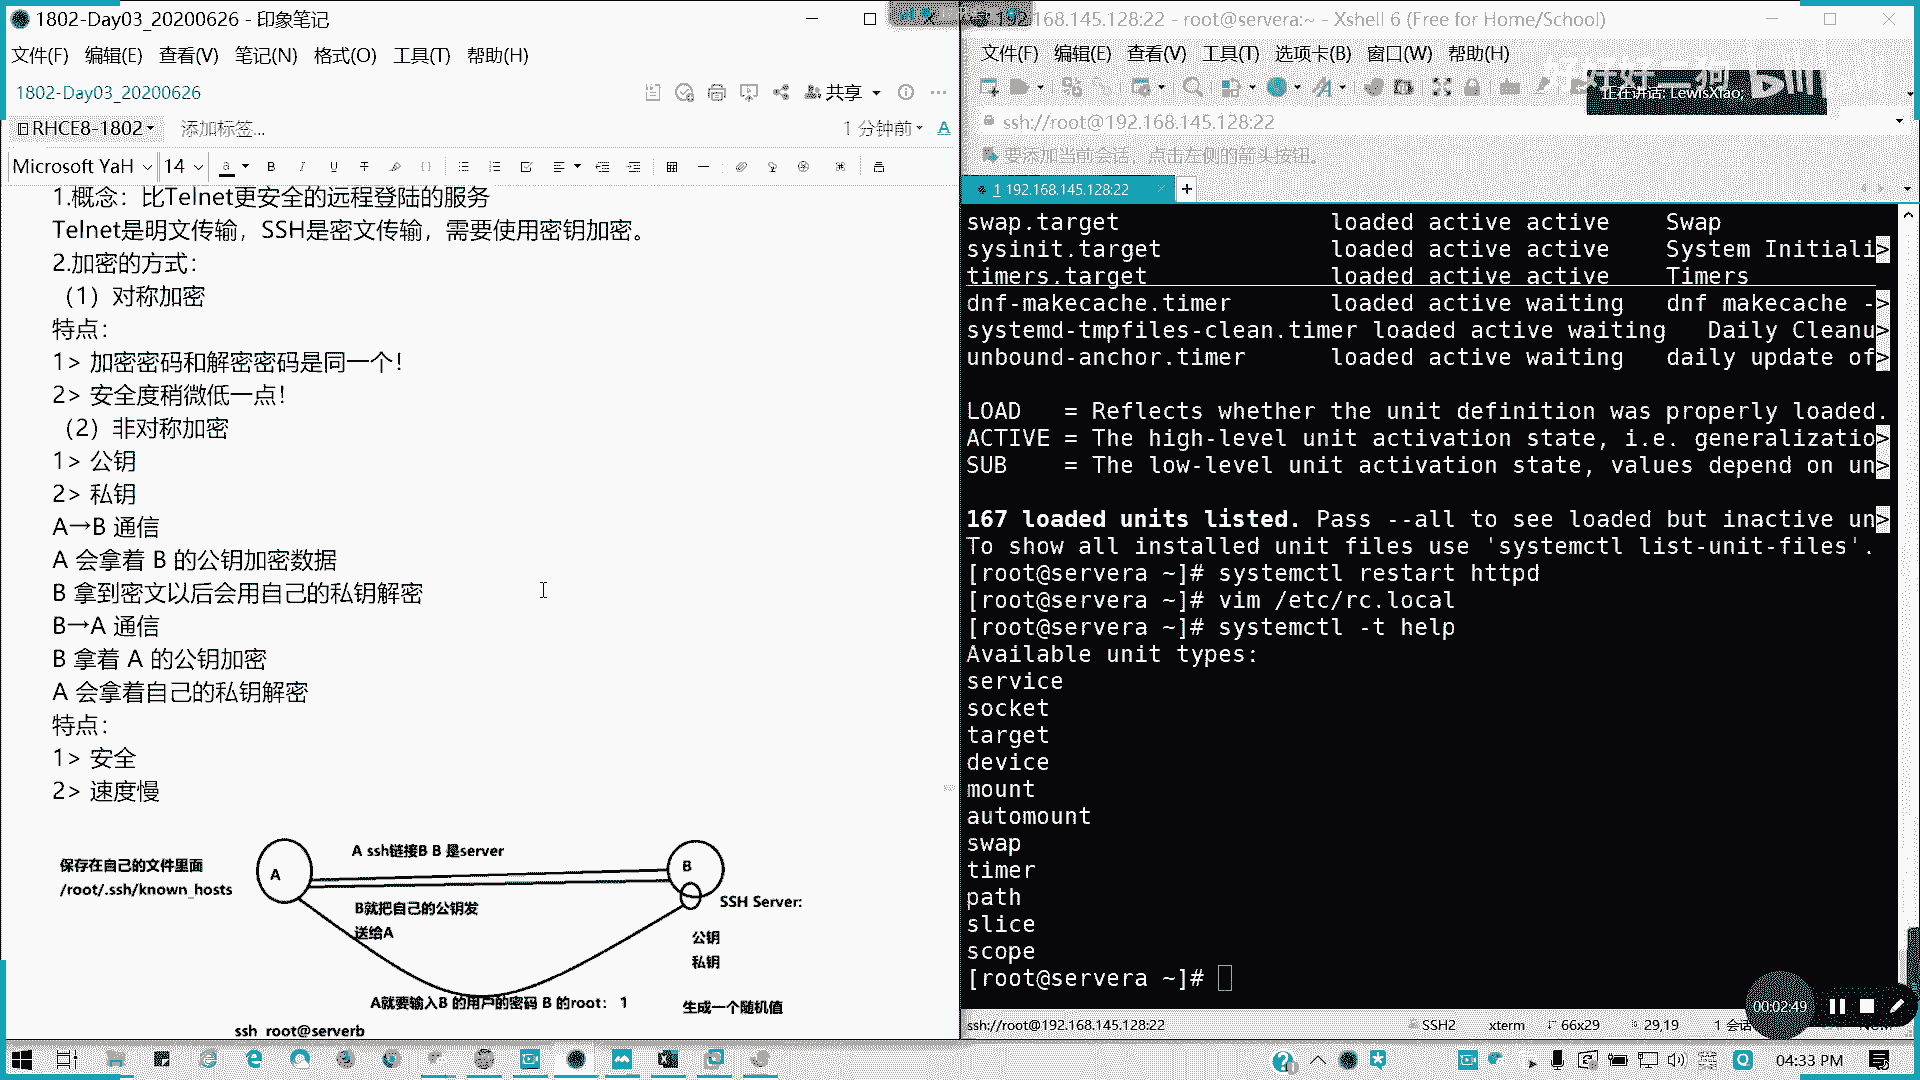 1802-Day03_20200626 - 印象笔记
文件(F) 编辑(E) 查看(V) 笔记(N) 格式(O) 工具(T) 帮助(H)
1802-Day03_20200626
共享
RHCE8-1802
添加标签...
1 分钟前
Microsoft YaH 14
1.概念：比Telnet更安全的远程登陆的服务
Telnet是明文传输，SSH是密文传输，需要使用密钥加密。
2.加密的方式：
（1）对称加密
特点：
1> 加密密码和解密密码是同一个！
2> 安全度稍微低一点！
（2）非对称加密
1> 公钥
2> 私钥
A→B 通信
A 会拿着 B 的公钥加密数据
B 拿到密文以后会用自己的私钥解密
B→A 通信
B 拿着 A 的公钥加密
A 会拿着自己的私钥解密
特点：
1> 安全
2> 速度慢
保存在自己的文件里面
/root/.ssh/known_hosts
A
A ssh链接B B 是server
B
B就把自己的公钥发
送给A
SSH Server:
公钥
私钥
A就要输入B 的用户的密码 B 的root： 1
生成一个随机值
ssh root@serverb
192.168.145.128:22 - root@servera:~ - Xshell 6 (Free for Home/School)
文件(F) 编辑(E) 查看(V) 工具(T) 选项卡(B) 窗口(W) 帮助(H)
正在讲话: LewisXiao;
ssh://root@192.168.145.128:22
要添加当前会话，点击左侧的箭头按钮。
1 192.168.145.128:22
swap.target loaded active active Swap
sysinit.target loaded active active System Initiali>
timers.target loaded active active Timers
dnf-makecache.timer loaded active waiting dnf makecache ->
systemd-tmpfiles-clean.timer loaded active waiting Daily Cleanu>
unbound-anchor.timer loaded active waiting daily update of>
LOAD = Reflects whether the unit definition was properly loaded.
ACTIVE = The high-level unit activation state, i.e. generalizatio>
SUB = The low-level unit activation state, values depend on un>
167 loaded units listed. Pass --all to see loaded but inactive un>
To show all installed unit files use 'systemctl list-unit-files'.
[root@servera ~]# systemctl restart httpd
[root@servera ~]# vim /etc/rc.local
[root@servera ~]# systemctl -t help
Available unit types:
service
socket
target
device
mount
automount
swap
timer
path
slice
scope
[root@servera ~]#
00:02:49
ssh://root@192.168.145.128:22 SSH2 xterm 66x29 29,19 1 会话
04:33 PM